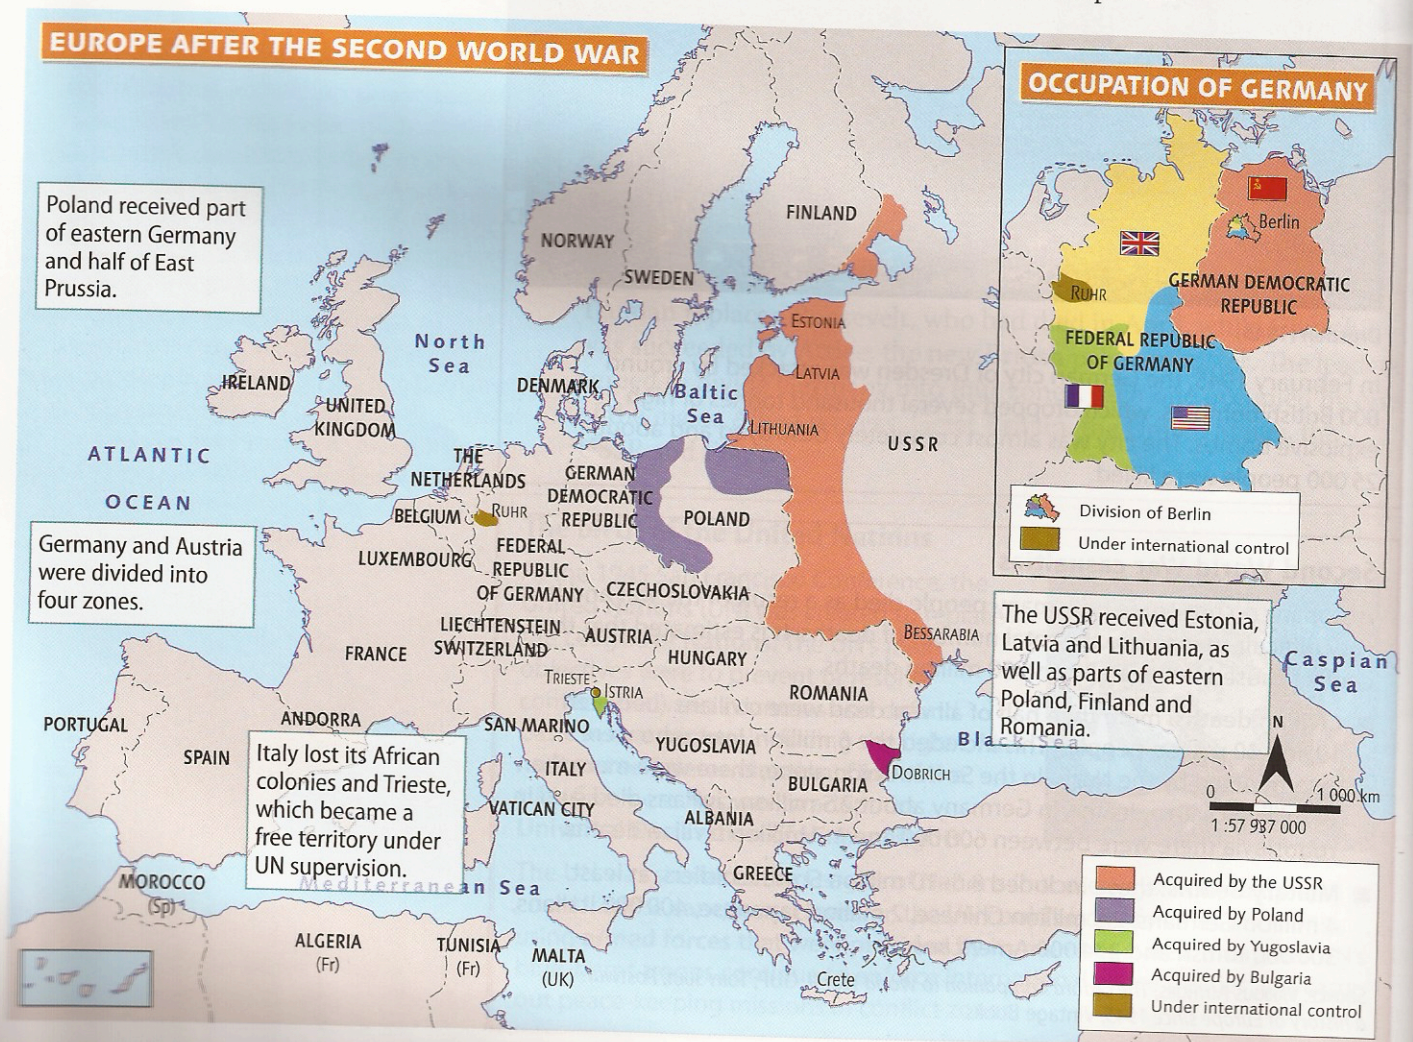 EUROPE AFTER THE SECOND WORLD WAR
Poland received part
of eastern Germany
and half of East
Prussia.
Germany and Austria
were divided into
four zones.
Italy lost its African
colonies and Trieste,
which became a
free territory under
UN supervision.
The USSR received Estonia,
Latvia and Lithuania, as
well as parts of eastern
Poland, Finland and
Romania.
NORWAY
SWEDEN
FINLAND
North
Sea
ESTONIA
LATVIA
LITHUANIA
Baltic
Sea
DENMARK
IRELAND
UNITED
KINGDOM
ATLANTIC
OCEAN
USSR
THE
NETHERLANDS
BELGIUM
RUHR
LUXEMBOURG
GERMAN
DEMOCRATIC
REPUBLIC
POLAND
FEDERAL
REPUBLIC
OF GERMANY
CZECHOSLOVAKIA
LIECHTENSTEIN
SWITZERLAND
AUSTRIA
HUNGARY
BESSARABIA
FRANCE
TRIESTE
ISTRIA
ROMANIA
PORTUGAL
SPAIN
ANDORRA
SAN MARINO
ITALY
VATICAN CITY
YUGOSLAVIA
BULGARIA
DOBRICH
ALBANIA
GREECE
Black Sea
Caspian
Sea
Mediterranean Sea
MOROCCO
(Sp)
ALGERIA
(Fr)
TUNISIA
(Fr)
MALTA
(UK)
Crete
OCCUPATION OF GERMANY
Berlin
RUHR
GERMAN DEMOCRATIC
REPUBLIC
FEDERAL REPUBLIC
OF GERMANY
Division of Berlin
Under international control
N
0 1 000 km
1:57 937 000
Acquired by the USSR
Acquired by Poland
Acquired by Yugoslavia
Acquired by Bulgaria
Under international control